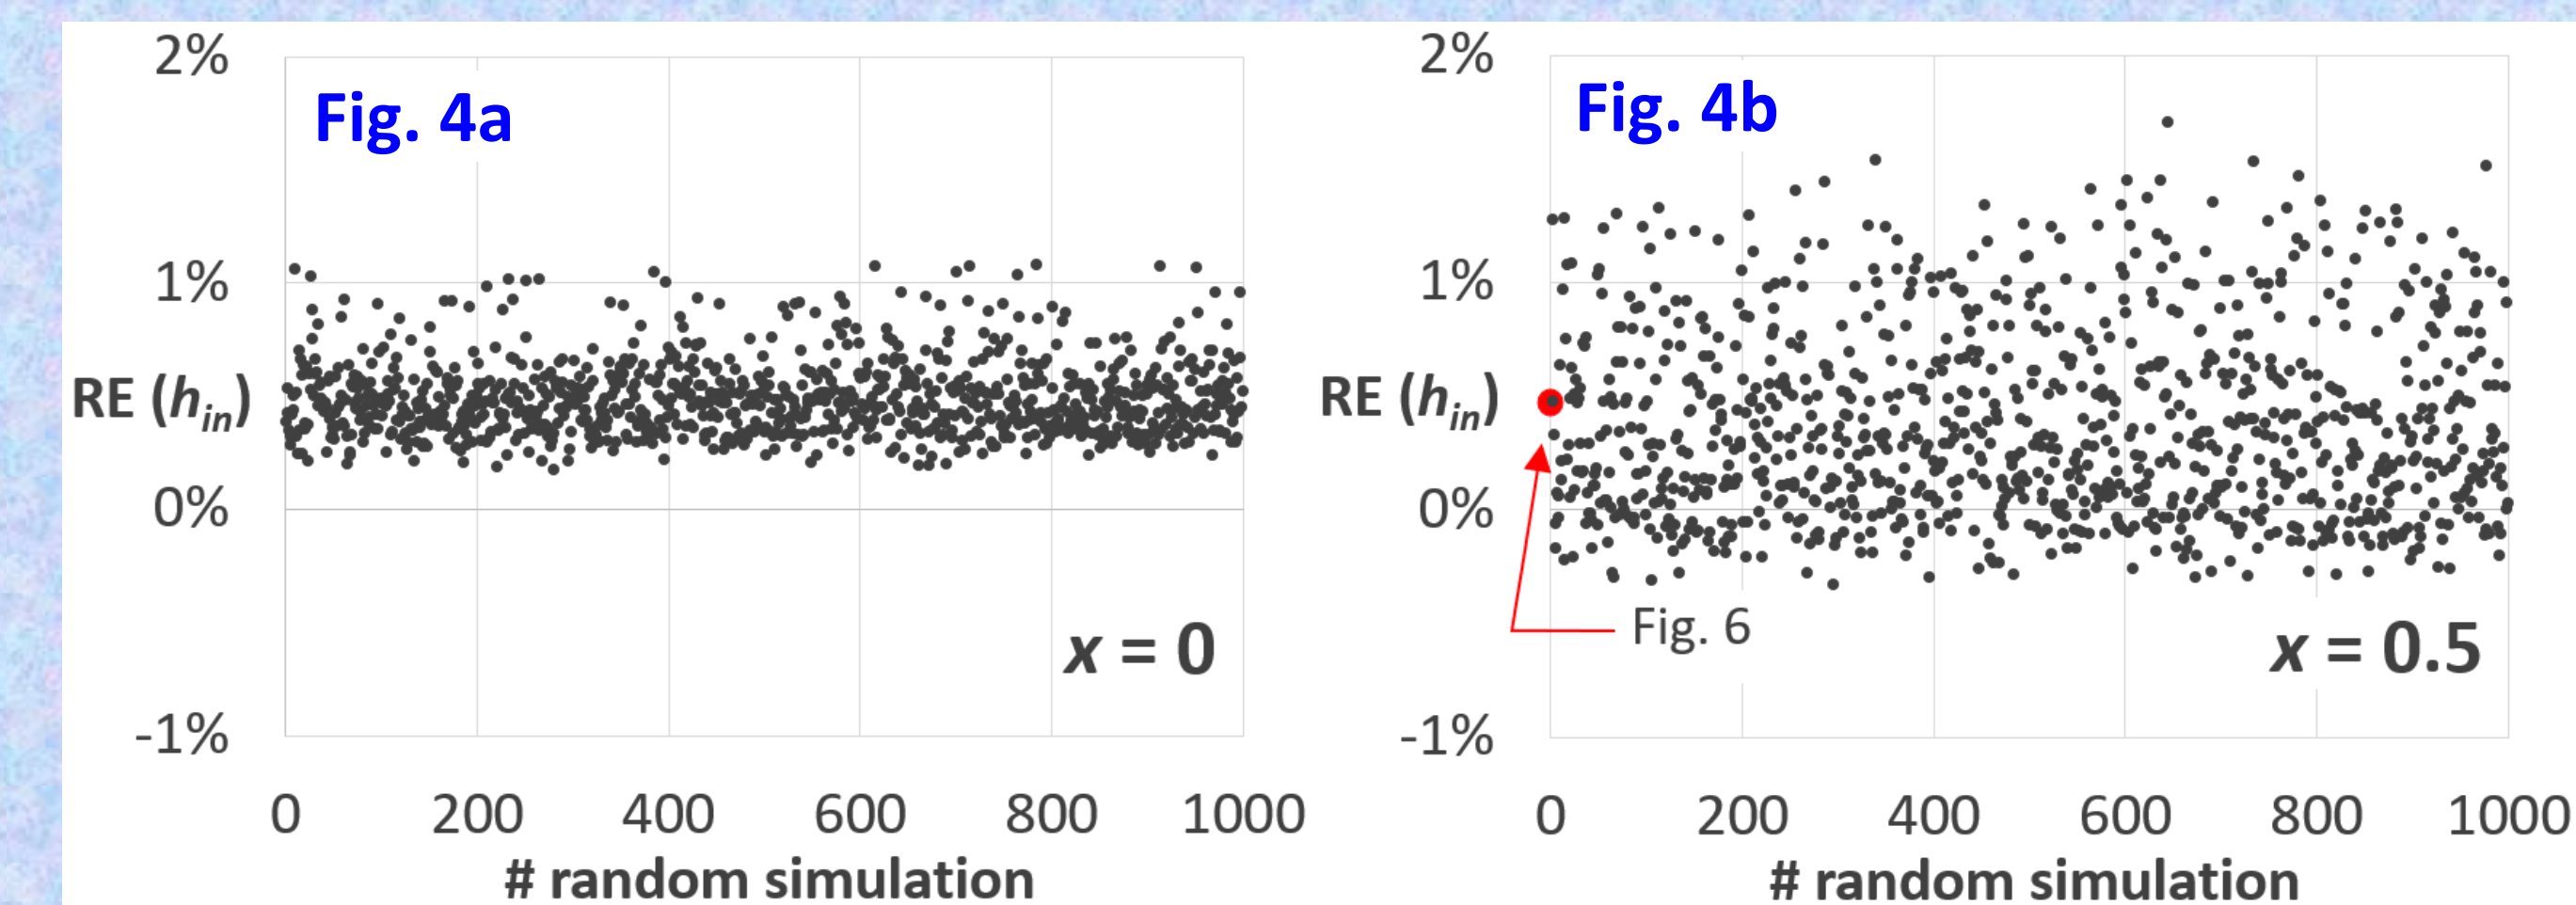 Fig. 4a
2%
1%
RE (hin)
0%
-1%
x = 0
0 200 400 600 800 1000
# random simulation
Fig. 4b
2%
1%
RE (hin)
0%
-1%
Fig. 6
x = 0.5
0 200 400 600 800 1000
# random simulation